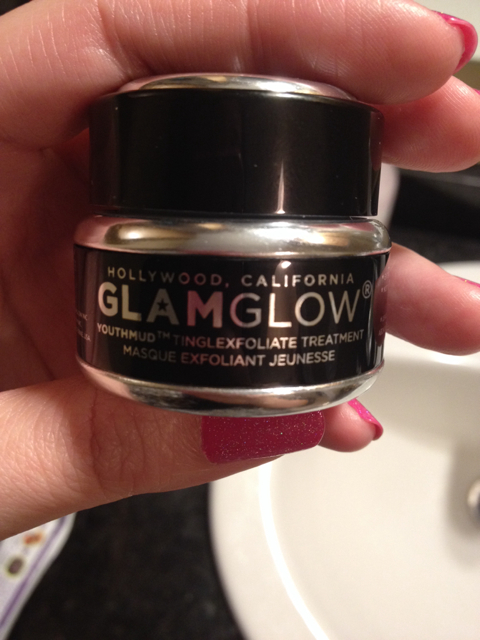 HOLLYWOOD, CALIFORNIA
GLAMGLOW®
YOUTHMUD™ TINGLEXFOLIATE TREATMENT
MASQUE EXFOLIANT JEUNESSE